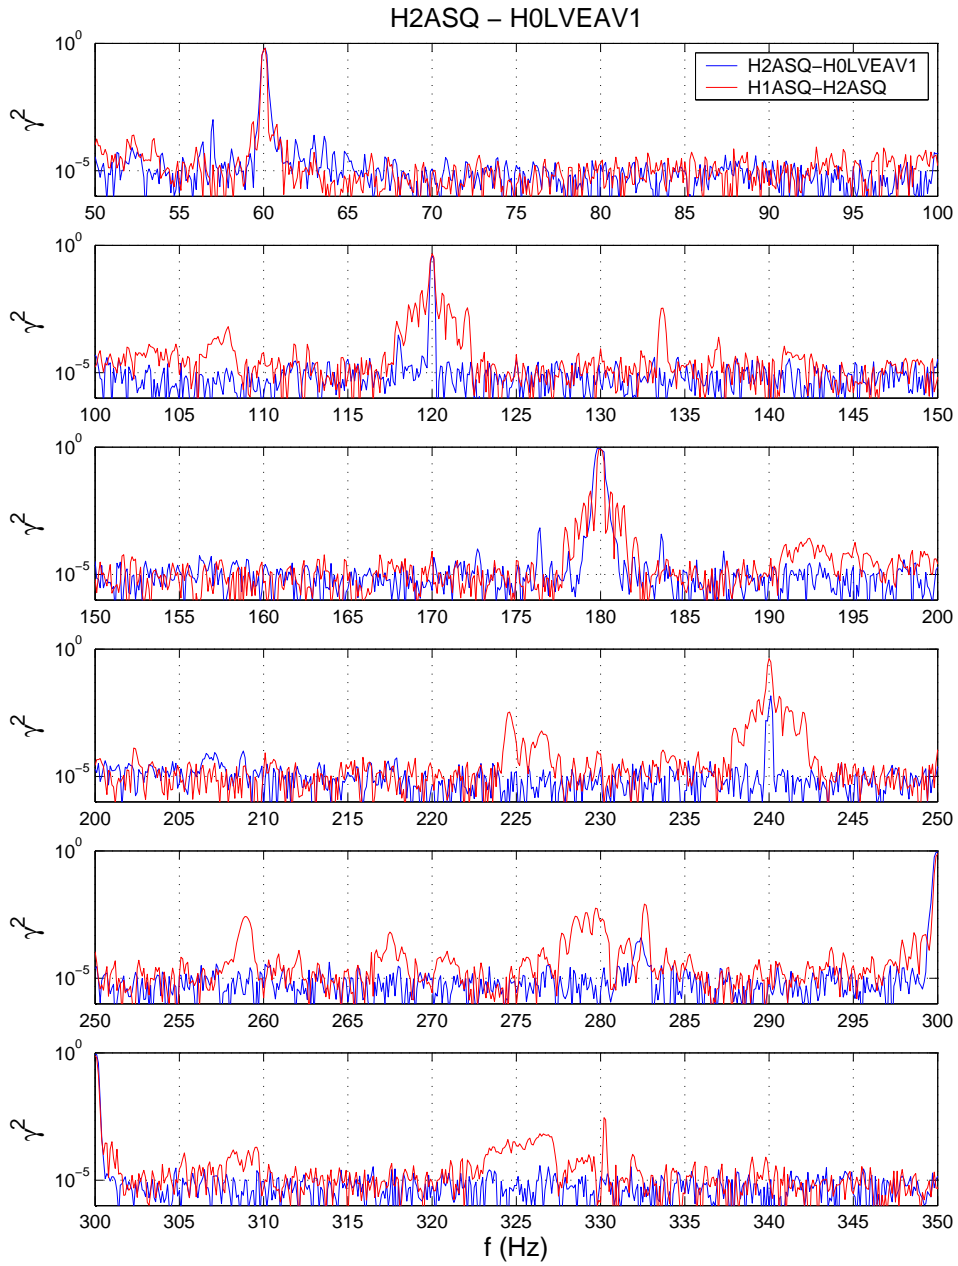 H2ASQ – H0LVEAV1
10^0
H2ASQ–H0LVEAV1
H1ASQ–H2ASQ
γ^2
10^-5
50 55 60 65 70 75 80 85 90 95 100
10^0
γ^2
10^-5
100 105 110 115 120 125 130 135 140 145 150
10^0
γ^2
10^-5
150 155 160 165 170 175 180 185 190 195 200
10^0
γ^2
10^-5
200 205 210 215 220 225 230 235 240 245 250
10^0
γ^2
10^-5
250 255 260 265 270 275 280 285 290 295 300
10^0
γ^2
10^-5
300 305 310 315 320 325 330 335 340 345 350
f (Hz)